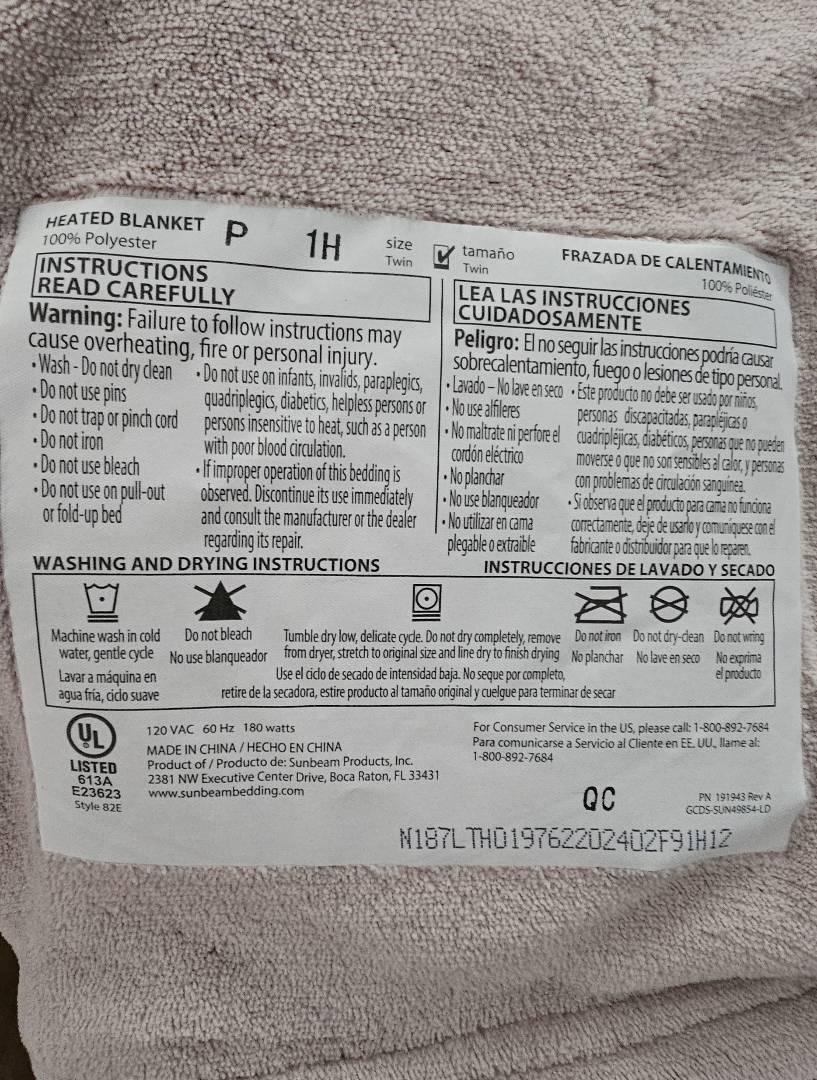 HEATED BLANKET
100% Polyester
P
1H
size
Twin
tamaño
Twin
FRAZADA DE CALENTAMIENTO
100% Poliéster
INSTRUCTIONS
READ CAREFULLY
Warning: Failure to follow instructions may
cause overheating, fire or personal injury.
• Wash - Do not dry clean
• Do not use pins
• Do not trap or pinch cord
• Do not iron
• Do not use bleach
• Do not use on pull-out
or fold-up bed
• Do not use on infants, invalids, paraplegics,
quadriplegics, diabetics, helpless persons or
persons insensitive to heat, such as a person
with poor blood circulation.
• If improper operation of this bedding is
observed. Discontinue its use immediately
and consult the manufacturer or the dealer
regarding its repair.
LEA LAS INSTRUCCIONES
CUIDADOSAMENTE
Peligro: El no seguir las instrucciones podría causar
sobrecalentamiento, fuego o lesiones de tipo personal.
• Lavado – No lave en seco
• No use alfileres
• No maltrate ni perfore el
cordón eléctrico
• No planchar
• No use blanqueador
• No utilizar en cama
plegable o extraible
• Este producto no debe ser usado por niños,
personas discapacitadas, parapléjicas o
cuadripléjicas, diabéticos, personas que no pueden
moverse o que no son sensibles al calor, y personas
con problemas de circulación sanguínea.
• Si observa que el producto para cama no funciona
correctamente, deje de usarlo y comuníquese con el
fabricante o distribuidor para que lo reparen.
WASHING AND DRYING INSTRUCTIONS
INSTRUCCIONES DE LAVADO Y SECADO
Machine wash in cold
water, gentle cycle
Lavar a máquina en
agua fría, ciclo suave
Do not bleach
No use blanqueador
Tumble dry low, delicate cycle. Do not dry completely, remove
from dryer, stretch to original size and line dry to finish drying
Use el ciclo de secado de intensidad baja. No seque por completo,
retire de la secadora, estire producto al tamaño original y cuelgue para terminar de secar
Do not iron
No planchar
Do not dry-clean
No lave en seco
Do not wring
No exprima
el producto
UL
LISTED
613A
E23623
Style 82E
120 VAC 60 Hz 180 watts
MADE IN CHINA / HECHO EN CHINA
Product of / Producto de: Sunbeam Products, Inc.
2381 NW Executive Center Drive, Boca Raton, FL 33431
www.sunbeambedding.com
For Consumer Service in the US, please call: 1-800-892-7684
Para comunicarse a Servicio al Cliente en EE. UU., llame al:
1-800-892-7684
QC
PN 191943 Rev A
GCDS-SUN49854-LD
N187LTH019762202402F91H12